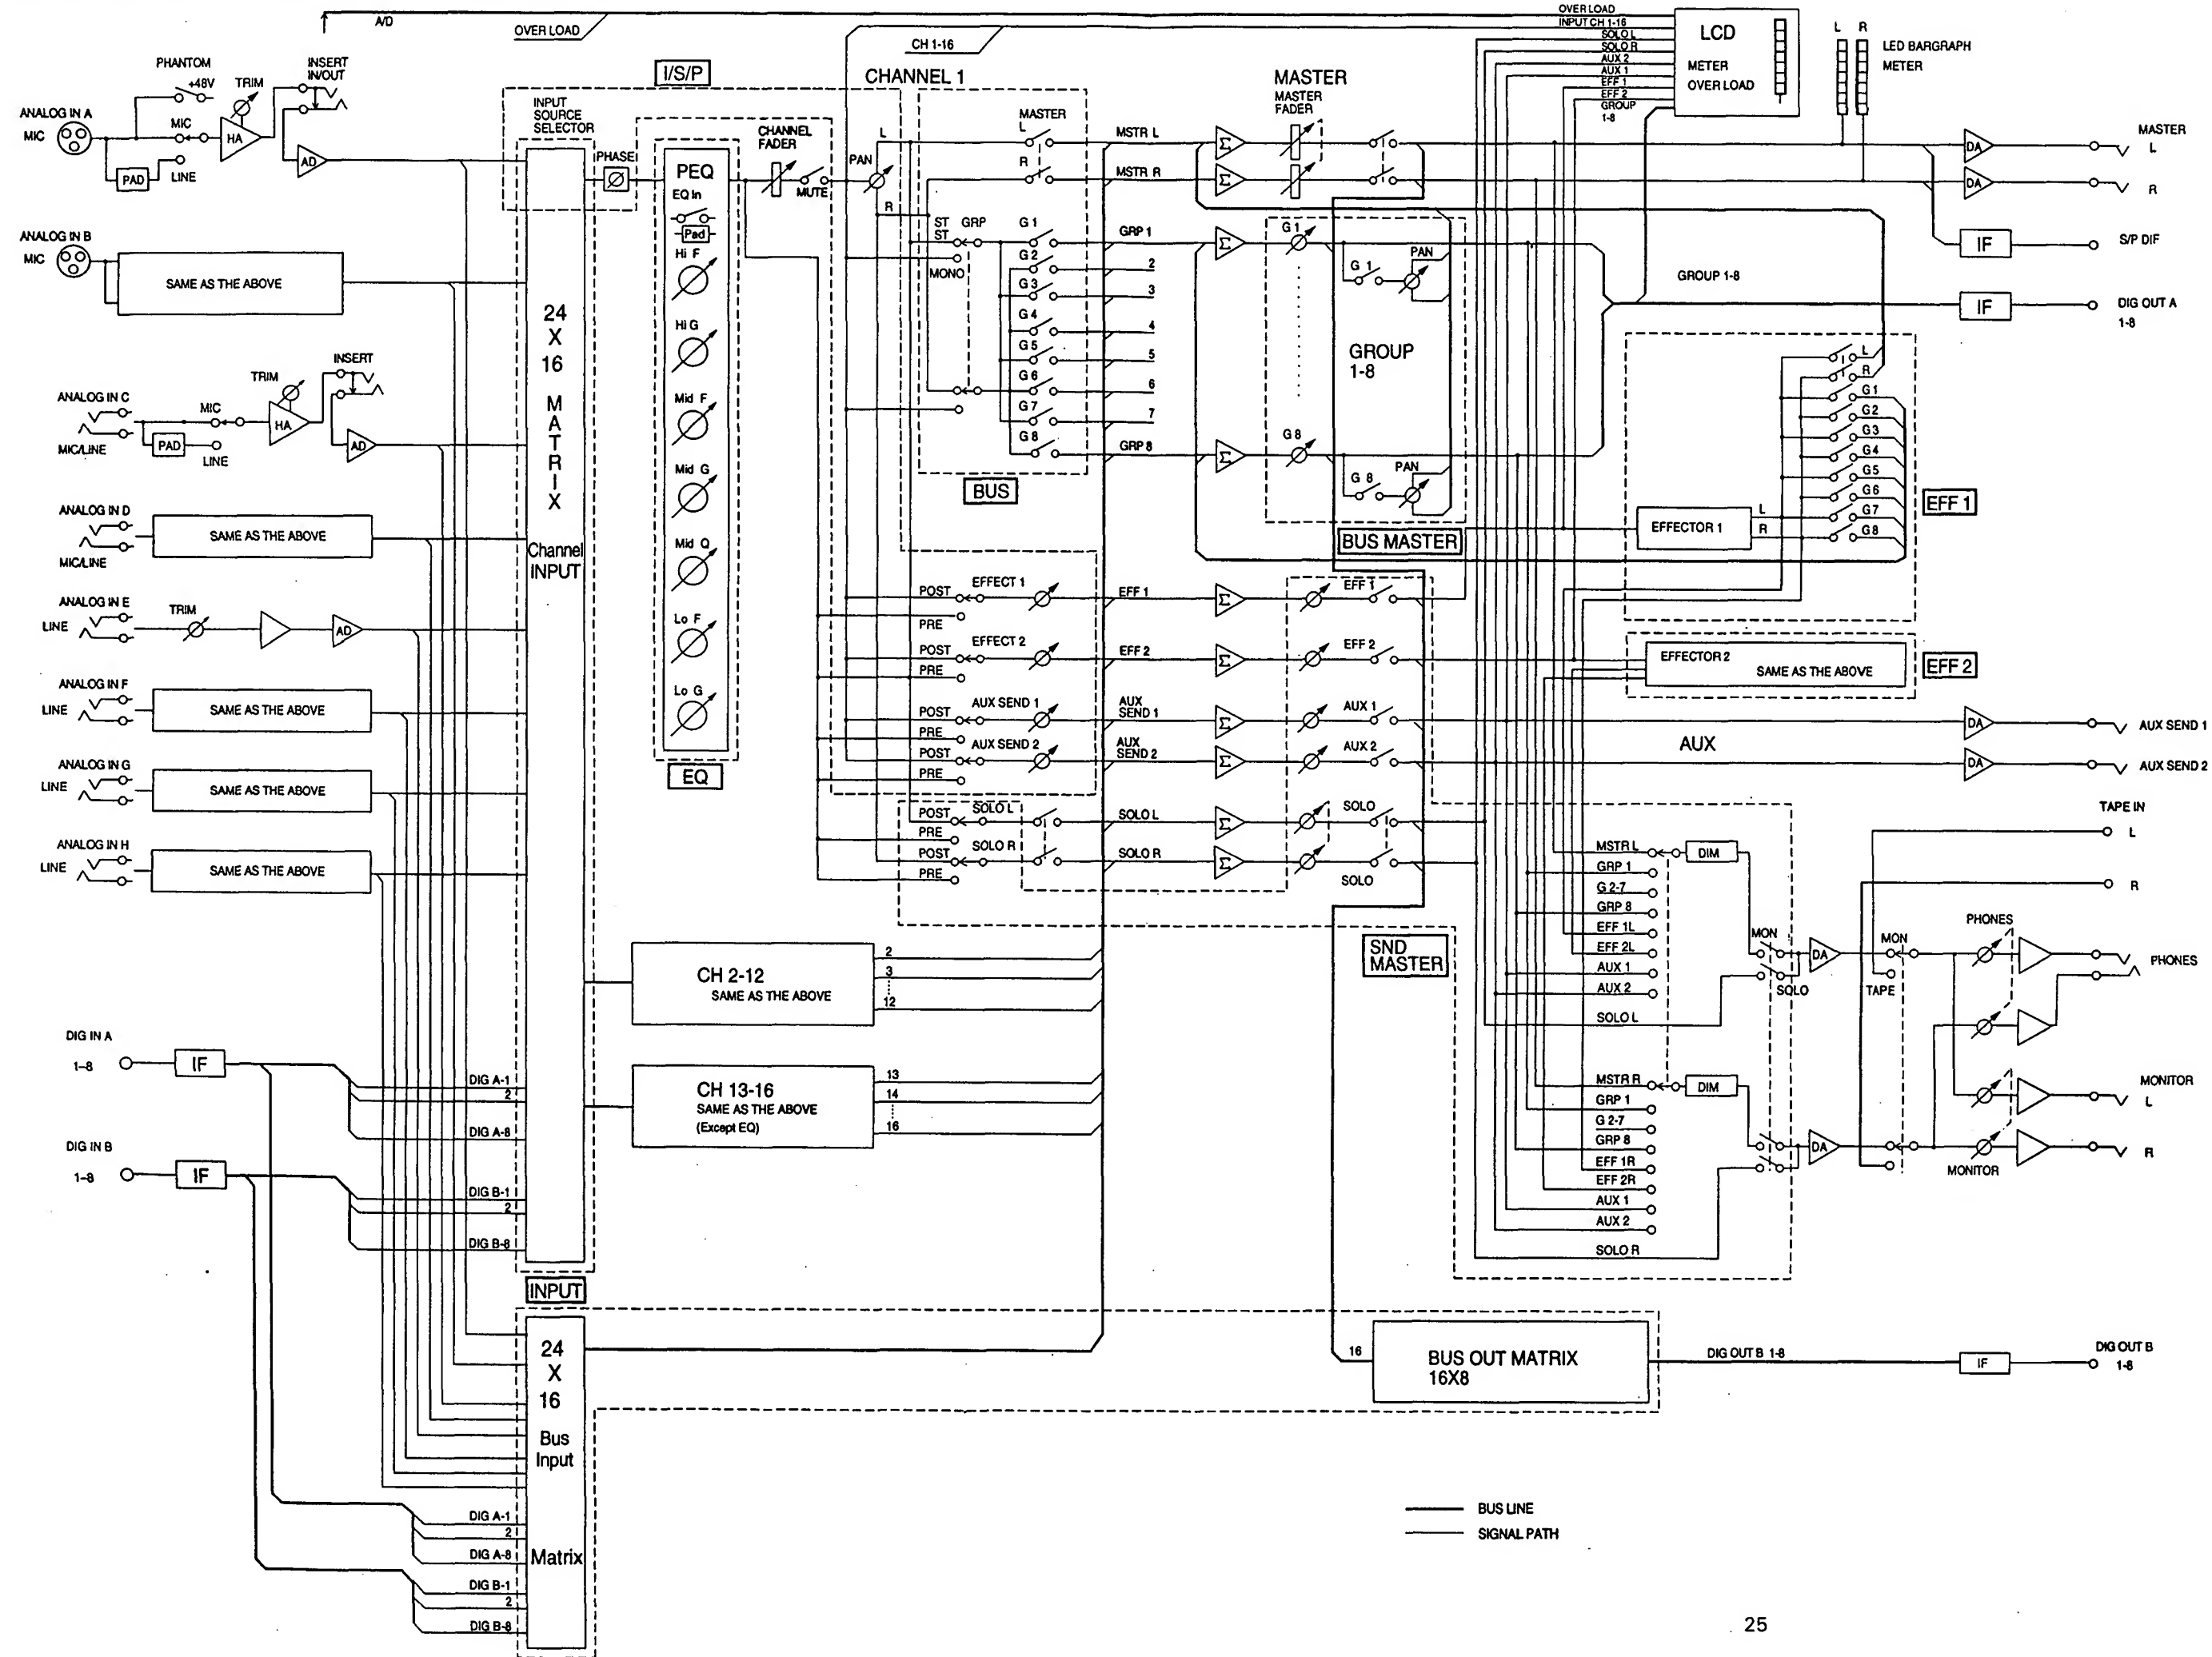 A/D
OVER LOAD
CH 1-16
OVER LOAD
INPUT CH 1-16
SOLO L
SOLO R
AUX 2
AUX 1
EFF 1
EFF 2
GROUP
1-8
LCD
METER
OVER LOAD
L R
LED BARGRAPH
METER
PHANTOM
+48V
TRIM
INSERT
IN/OUT
ANALOG IN A
MIC
MIC
HA
PAD
LINE
AD
ANALOG IN B
MIC
SAME AS THE ABOVE
ANALOG IN C
MIC/LINE
MIC
TRIM
INSERT
HA
PAD
LINE
AD
ANALOG IN D
MIC/LINE
SAME AS THE ABOVE
ANALOG IN E
LINE
TRIM
AD
ANALOG IN F
LINE
SAME AS THE ABOVE
ANALOG IN G
LINE
SAME AS THE ABOVE
ANALOG IN H
LINE
SAME AS THE ABOVE
DIG IN A
1-8
IF
DIG IN B
1-8
IF
I/S/P
INPUT
SOURCE
SELECTOR
24
X
16
M
A
T
R
I
X
Channel
INPUT
DIG A-1
2
DIG A-8
DIG B-1
2
DIG B-8
INPUT
24
X
16
Bus
Input
Matrix
DIG A-1
2
DIG A-8
DIG B-1
2
DIG B-8
PHASE
PEQ
EQ In
Pad
Hi F
Hi G
Mid F
Mid G
Mid Q
Lo F
Lo G
EQ
CHANNEL
FADER
MUTE
PAN
L
R
CHANNEL 1
MASTER
L
R
ST
ST
GRP
MONO
G 1
G 2
G 3
G 4
G 5
G 6
G 7
G 8
BUS
MSTR L
MSTR R
GRP 1
2
3
4
5
6
7
GRP 8
Σ
Σ
Σ
Σ
MASTER
MASTER
FADER
G 1
G 1
PAN
GROUP
1-8
G 8
G 8
PAN
BUS MASTER
POST
PRE
EFFECT 1
EFF 1
Σ
EFF 1
POST
PRE
EFFECT 2
EFF 2
Σ
EFF 2
POST
PRE
AUX SEND 1
AUX
SEND 1
Σ
AUX 1
POST
PRE
AUX SEND 2
AUX
SEND 2
Σ
AUX 2
POST
PRE
SOLO L
SOLO L
Σ
SOLO
POST
PRE
SOLO R
SOLO R
Σ
SOLO
SND
MASTER
CH 2-12
SAME AS THE ABOVE
2
3
12
CH 13-16
SAME AS THE ABOVE
(Except EQ)
13
14
16
DA
MASTER
L
DA
R
IF
S/P DIF
GROUP 1-8
IF
DIG OUT A
1-8
EFFECTOR 1
L
R
L
R
G 1
G 2
G 3
G 4
G 5
G 6
G 7
G 8
EFF 1
EFFECTOR 2
SAME AS THE ABOVE
EFF 2
AUX
DA
AUX SEND 1
DA
AUX SEND 2
TAPE IN
L
R
MSTR L
DIM
GRP 1
G 2-7
GRP 8
EFF 1L
EFF 2L
AUX 1
AUX 2
SOLO L
MON
SOLO
DA
MON
TAPE
PHONES
PHONES
MSTR R
DIM
GRP 1
G 2-7
GRP 8
EFF 1R
EFF 2R
AUX 1
AUX 2
SOLO R
DA
MONITOR
MONITOR
L
R
16
BUS OUT MATRIX
16X8
DIG OUT B 1-8
IF
DIG OUT B
1-8
BUS LINE
SIGNAL PATH
25